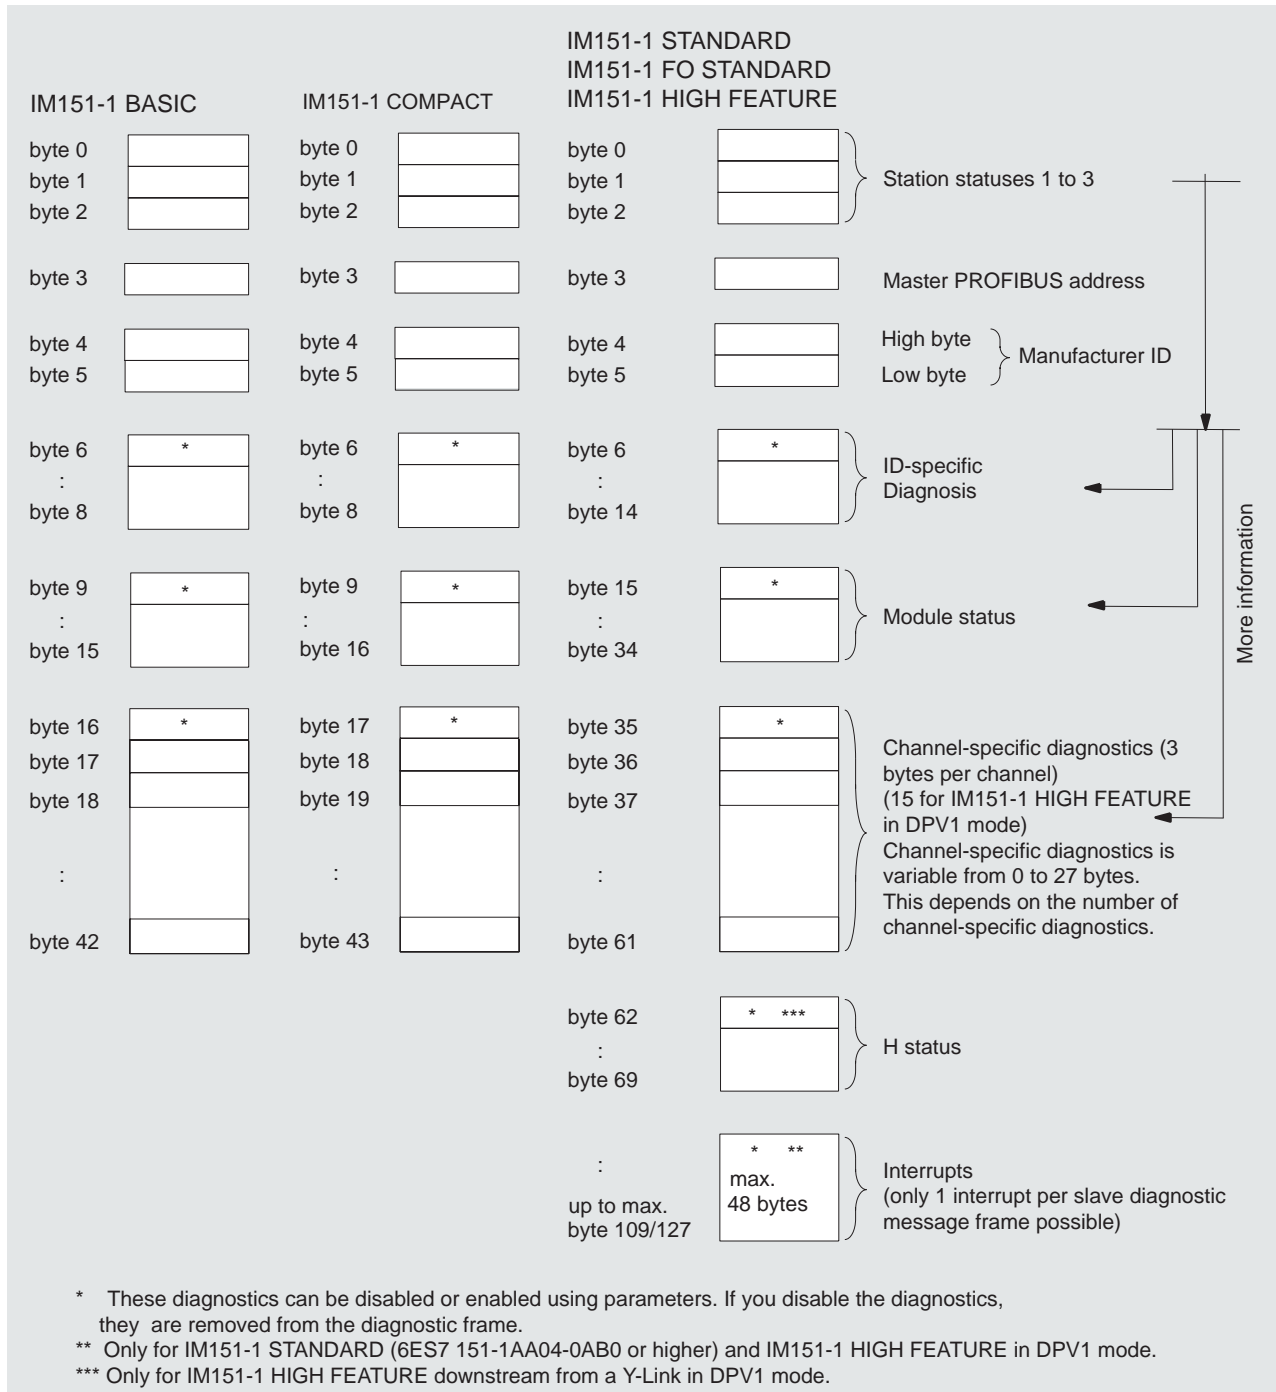 IM151-1 STANDARD
IM151-1 FO STANDARD
IM151-1 BASIC IM151-1 COMPACT IM151-1 HIGH FEATURE
byte 0 byte 0 byte 0
byte 1 byte 1 byte 1 Station statuses 1 to 3
byte 2 byte 2 byte 2
byte 3 byte 3 byte 3 Master PROFIBUS address
byte 4 byte 4 byte 4 High byte
Manufacturer ID
byte 5 byte 5 byte 5 Low byte
byte 6 * byte 6 * byte 6 *
: : : ID-specific
Diagnosis
byte 8 byte 8 byte 14
byte 9 * byte 9 * byte 15 *
: : : Module status
byte 15 byte 16 byte 34
More information
byte 16 * byte 17 * byte 35 *
byte 17 byte 18 byte 36 Channel-specific diagnostics (3
bytes per channel)
byte 18 byte 19 byte 37 (15 for IM151-1 HIGH FEATURE
in DPV1 mode)
Channel-specific diagnostics is
: : : variable from 0 to 27 bytes.
This depends on the number of
channel-specific diagnostics.
byte 42 byte 43 byte 61
byte 62 * ***
: H status
byte 69
* **
: max. Interrupts
up to max. 48 bytes (only 1 interrupt per slave diagnostic
byte 109/127 message frame possible)
* These diagnostics can be disabled or enabled using parameters. If you disable the diagnostics,
they are removed from the diagnostic frame.
** Only for IM151-1 STANDARD (6ES7 151-1AA04-0AB0 or higher) and IM151-1 HIGH FEATURE in DPV1 mode.
*** Only for IM151-1 HIGH FEATURE downstream from a Y-Link in DPV1 mode.